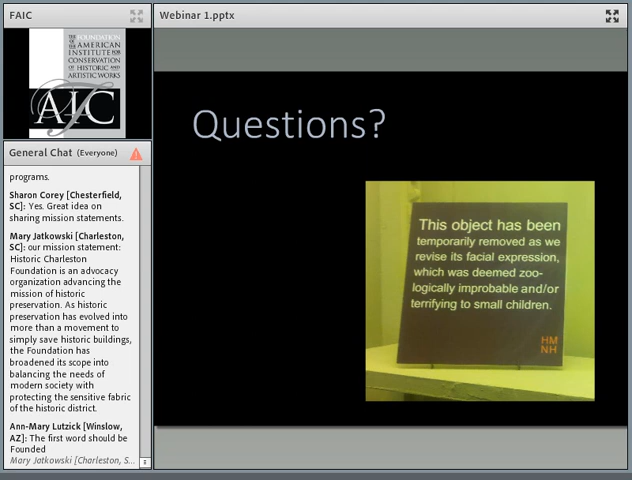 FAIC
THE FOUNDATION
OF THE AMERICAN
INSTITUTE FOR
CONSERVATION
OF HISTORIC AND
ARTISTIC WORKS
AIC
General Chat (Everyone)
programs.
Sharon Corey [Chesterfield,
SC]: Yes. Great idea on
sharing mission statements.
Mary Jatkowski [Charleston,
SC]: our mission statement:
Historic Charleston
Foundation is an advocacy
organization advancing the
mission of historic
preservation. As historic
preservation has evolved into
more than a movement to
simply save historic buildings,
the Foundation has
broadened its scope into
balancing the needs of
modern society with
protecting the sensitive fabric
of the historic district.
Ann-Mary Lutzick [Winslow,
AZ]: The first word should be
Founded
Mary Jatkowski [Charleston, S...
Webinar 1.pptx
Questions?
This object has been
temporarily removed as we
revise its facial expression,
which was deemed zoo-
logically improbable and/or
terrifying to small children.
HM
NH